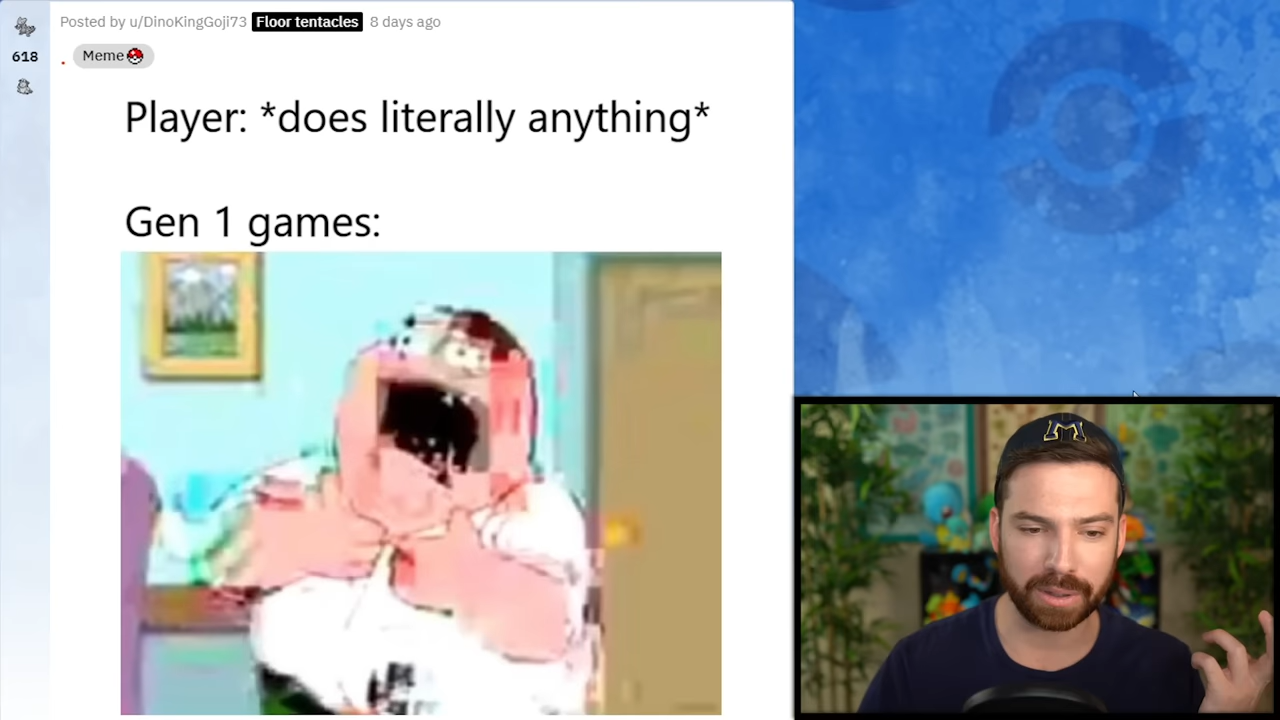 Posted by u/DinoKingGoji73 Floor tentacles 8 days ago
618
. Meme
Player: *does literally anything*
Gen 1 games:
M